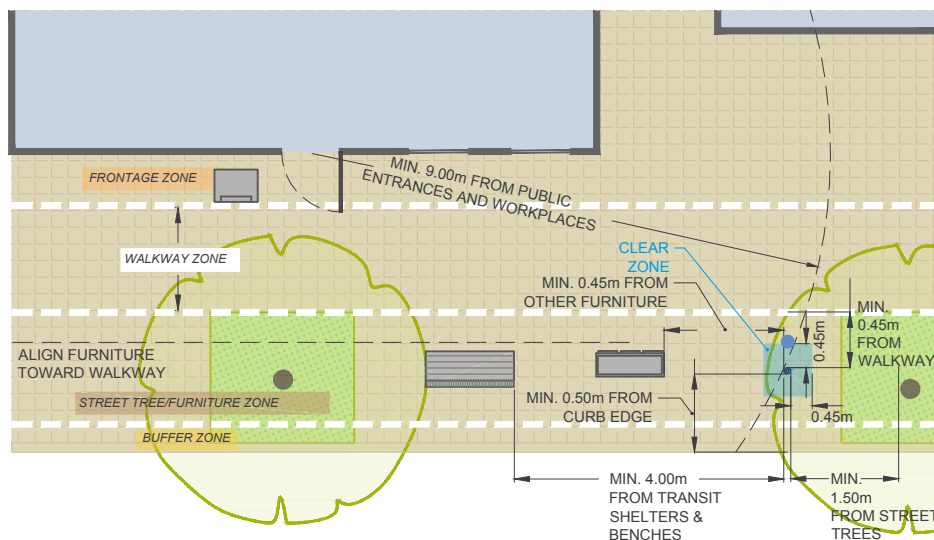 MIN. 9.00m FROM PUBLIC
ENTRANCES AND WORKPLACES
FRONTAGE ZONE
WALKWAY ZONE
CLEAR
ZONE
MIN. 0.45m FROM
OTHER FURNITURE
MIN.
0.45m
FROM
WALKWAY
0.45m
ALIGN FURNITURE
TOWARD WALKWAY
STREET TREE/FURNITURE ZONE
MIN. 0.50m FROM
CURB EDGE
0.45m
BUFFER ZONE
MIN. 4.00m
FROM TRANSIT
SHELTERS &
BENCHES
MIN.
1.50m
FROM STREET
TREES